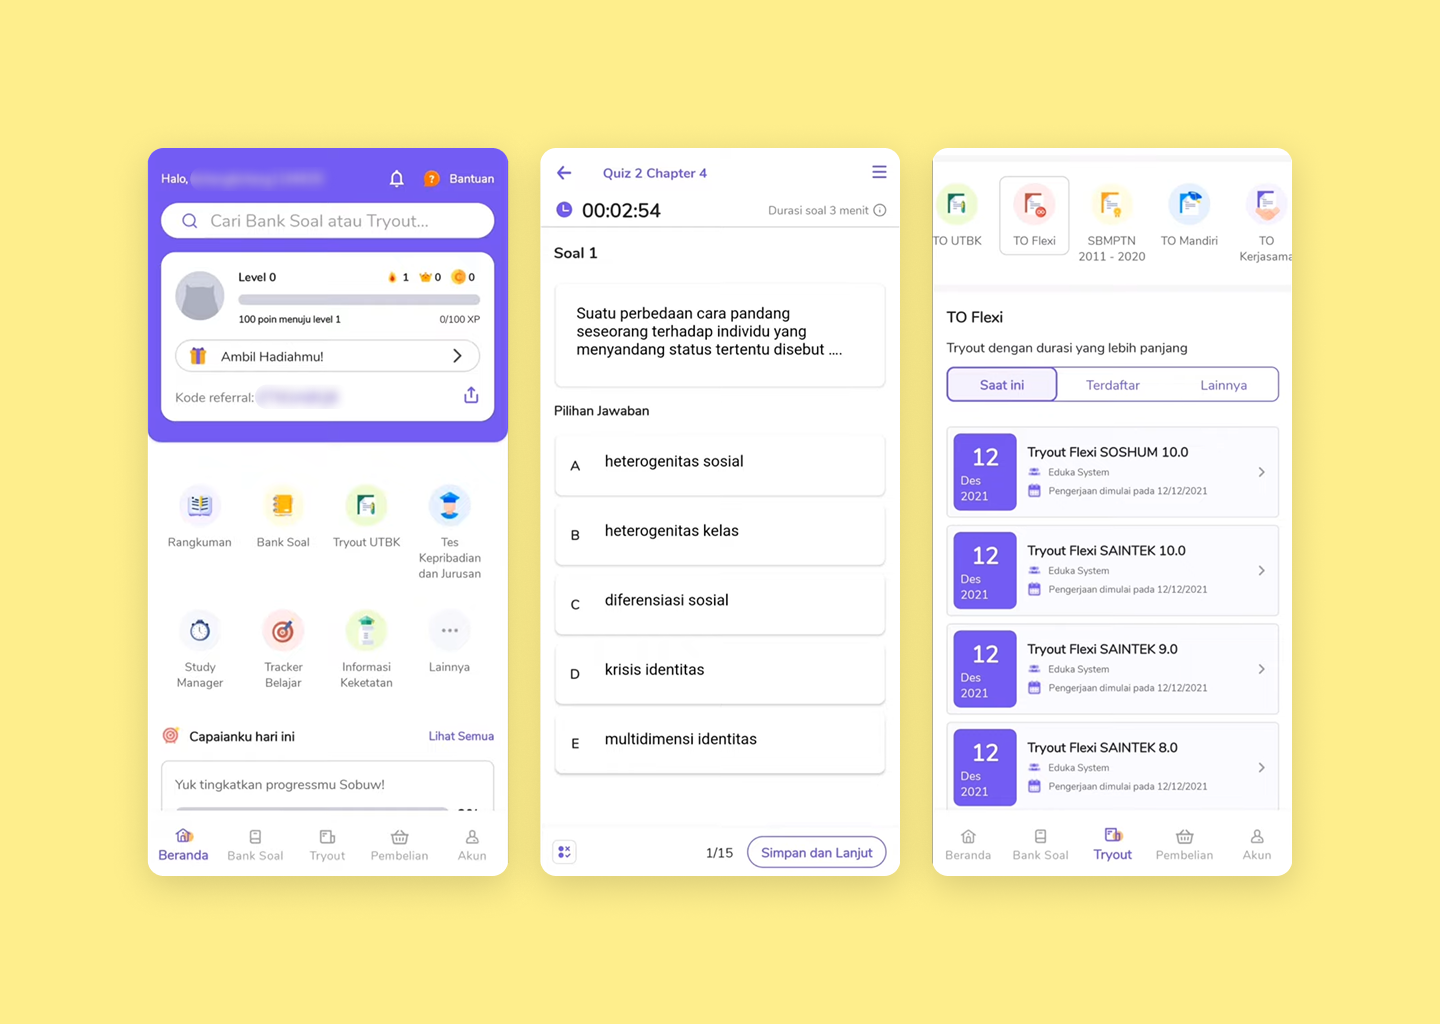 Halo,
Bantuan
Cari Bank Soal atau Tryout...
Level 0
1
0
0
100 poin menuju level 1
0/100 XP
Ambil Hadiahmu!
Kode referral:
Rangkuman
Bank Soal
Tryout UTBK
Tes
Kepribadian
dan Jurusan
Study
Manager
Tracker
Belajar
Informasi
Keketatan
Lainnya
Capaianku hari ini
Lihat Semua
Yuk tingkatkan progressmu Sobuw!
Beranda
Bank Soal
Tryout
Pembelian
Akun
Quiz 2 Chapter 4
00:02:54
Durasi soal 3 menit
Soal 1
Suatu perbedaan cara pandang
seseorang terhadap individu yang
menyandang status tertentu disebut ....
Pilihan Jawaban
A heterogenitas sosial
B heterogenitas kelas
C diferensiasi sosial
D krisis identitas
E multidimensi identitas
1/15
Simpan dan Lanjut
TO UTBK
TO Flexi
SBMPTN
2011 - 2020
TO Mandiri
TO
Kerjasama
TO Flexi
Tryout dengan durasi yang lebih panjang
Saat ini
Terdaftar
Lainnya
12
Des
2021
Tryout Flexi SOSHUM 10.0
Eduka System
Pengerjaan dimulai pada 12/12/2021
12
Des
2021
Tryout Flexi SAINTEK 10.0
Eduka System
Pengerjaan dimulai pada 12/12/2021
12
Des
2021
Tryout Flexi SAINTEK 9.0
Eduka System
Pengerjaan dimulai pada 12/12/2021
12
Des
2021
Tryout Flexi SAINTEK 8.0
Eduka System
Pengerjaan dimulai pada 12/12/2021
Beranda
Bank Soal
Tryout
Pembelian
Akun